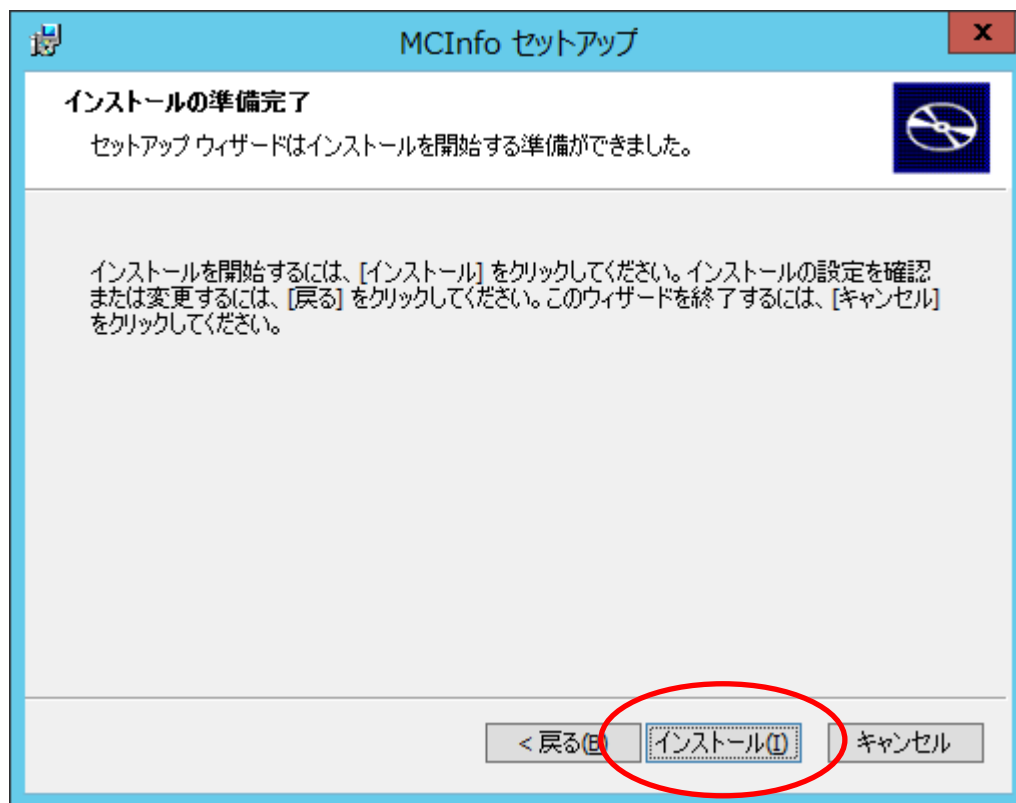 MCInfo セットアップ
x
インストールの準備完了
セットアップ ウィザードはインストールを開始する準備ができました。
インストールを開始するには、[インストール] をクリックしてください。インストールの設定を確認
または変更するには、[戻る] をクリックしてください。このウィザードを終了するには、[キャンセル]
をクリックしてください。
< 戻る(B) インストール(I) キャンセル